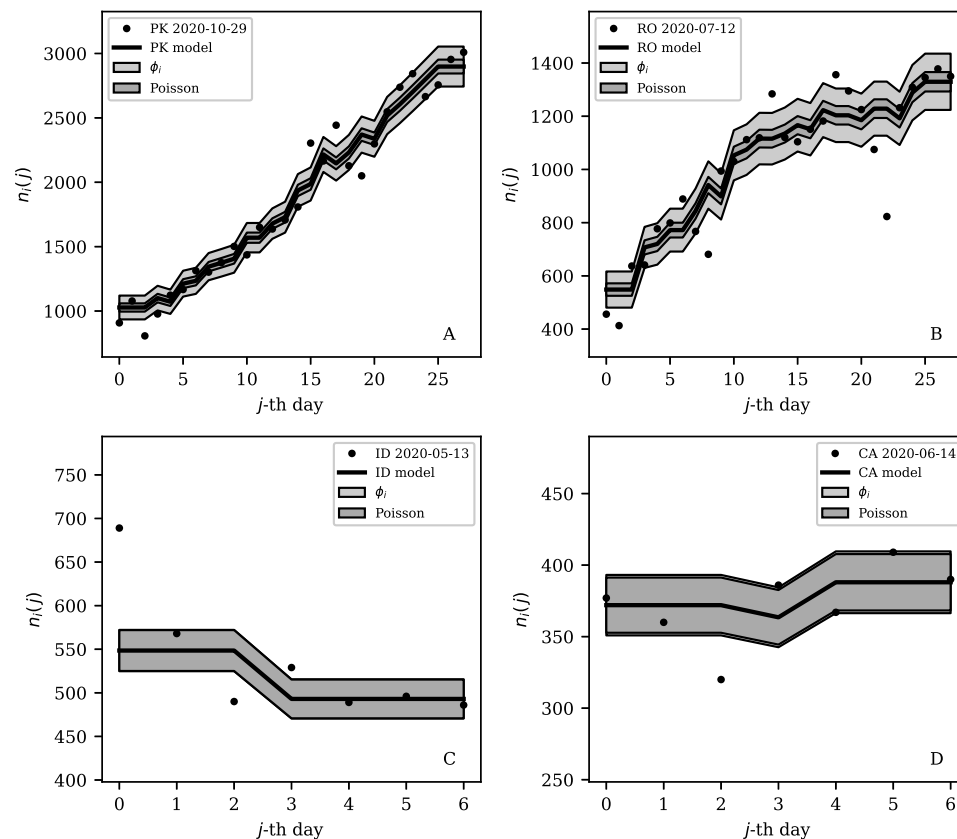 PK 2020-10-29
PK model
ϕᵢ
Poisson
3000
2500
2000
1500
1000
nᵢ(j)
A
0 5 10 15 20 25
j-th day
RO 2020-07-12
RO model
ϕᵢ
Poisson
1400
1200
1000
800
600
400
nᵢ(j)
B
0 5 10 15 20 25
j-th day
ID 2020-05-13
ID model
ϕᵢ
Poisson
750
700
650
600
550
500
450
400
nᵢ(j)
C
0 1 2 3 4 5 6
j-th day
CA 2020-06-14
CA model
ϕᵢ
Poisson
450
400
350
300
250
nᵢ(j)
D
0 1 2 3 4 5 6
j-th day